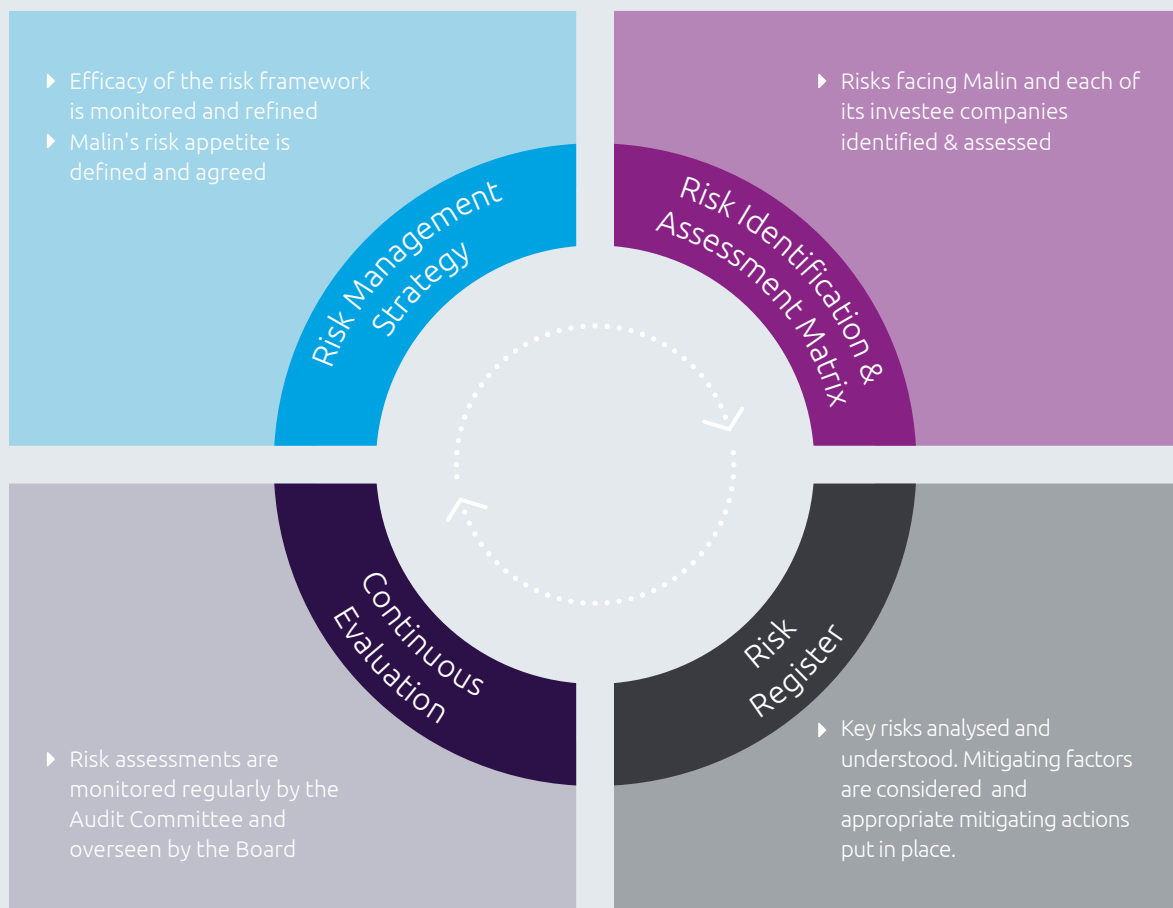 Efficacy of the risk framework
is monitored and refined
Malin's risk appetite is
defined and agreed
Risk Management
Strategy
Risks facing Malin and each of
its investee companies
identified & assessed
Risk Identification &
Assessment Matrix
Continuous
Evaluation
Risk assessments are
monitored regularly by the
Audit Committee and
overseen by the Board
Risk
Register
Key risks analysed and
understood. Mitigating factors
are considered and
appropriate mitigating actions
put in place.